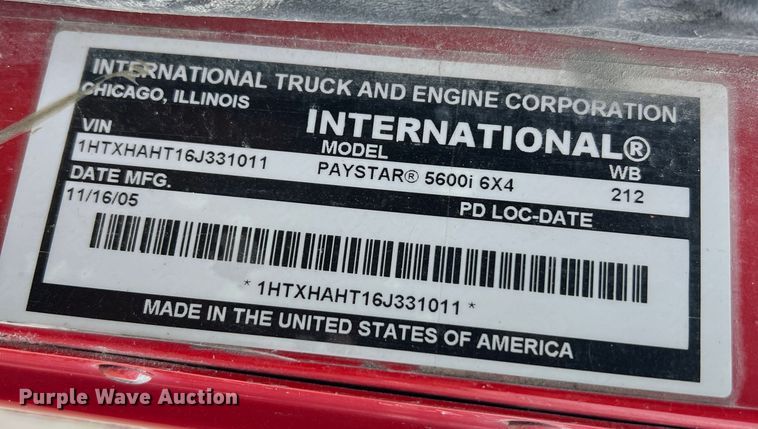 INTERNATIONAL TRUCK AND ENGINE CORPORATION
CHICAGO, ILLINOIS
INTERNATIONAL®
VIN MODEL WB
1HTXHAHT16J331011 PAYSTAR® 5600i 6X4 212
DATE MFG. PD LOC-DATE
11/16/05
* 1HTXHAHT16J331011 *
MADE IN THE UNITED STATES OF AMERICA
Purple Wave Auction